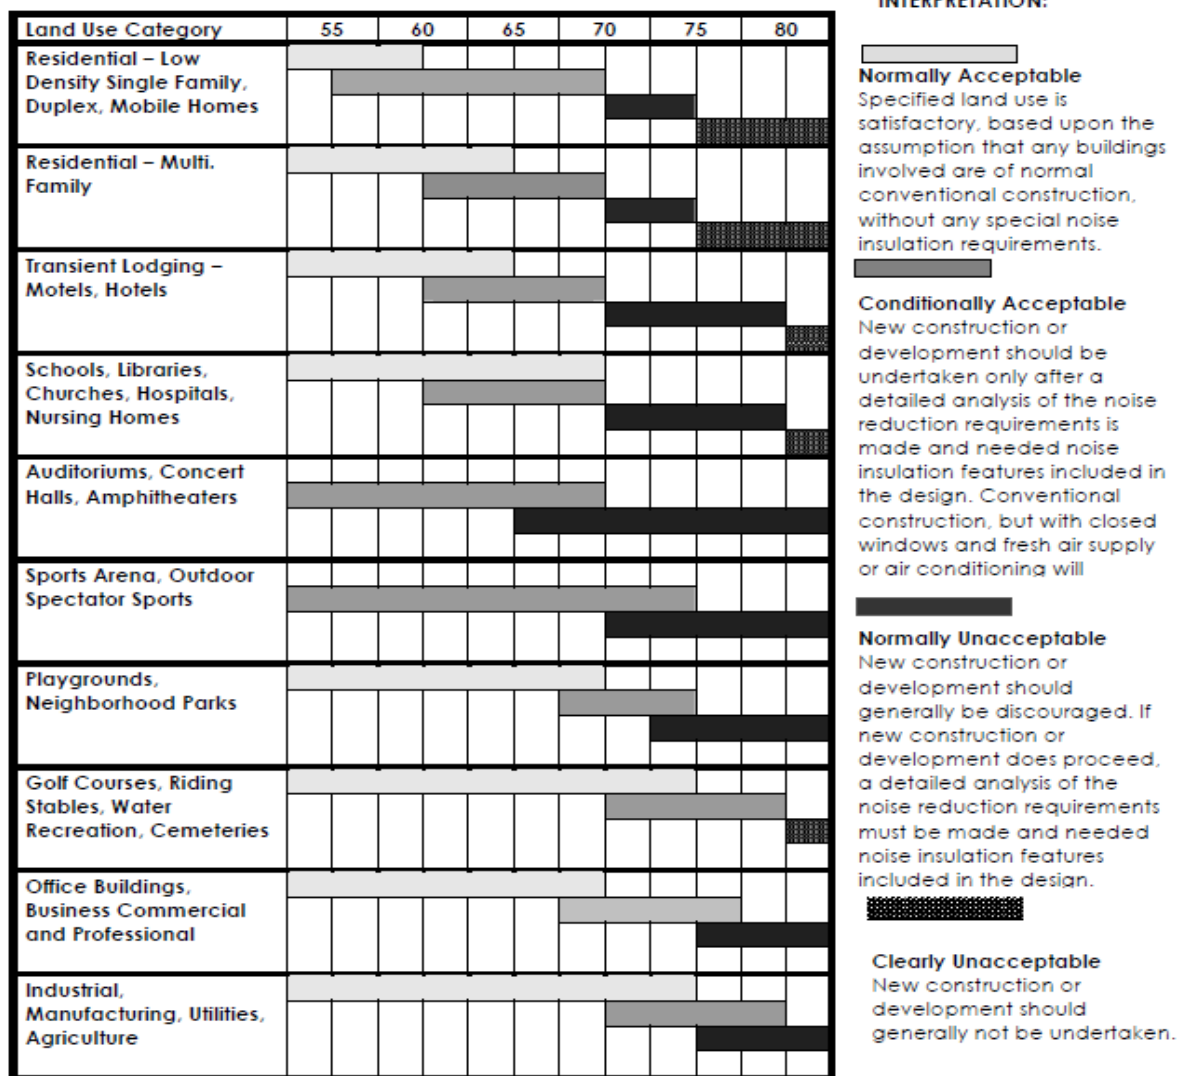 INTERPRETATION:
Land Use Category 55 60 65 70 75 80
Residential – Low
Density Single Family,
Duplex, Mobile Homes
Residential – Multi.
Family
Transient Lodging –
Motels, Hotels
Schools, Libraries,
Churches, Hospitals,
Nursing Homes
Auditoriums, Concert
Halls, Amphitheaters
Sports Arena, Outdoor
Spectator Sports
Playgrounds,
Neighborhood Parks
Golf Courses, Riding
Stables, Water
Recreation, Cemeteries
Office Buildings,
Business Commercial
and Professional
Industrial,
Manufacturing, Utilities,
Agriculture
Normally Acceptable
Specified land use is
satisfactory, based upon the
assumption that any buildings
involved are of normal
conventional construction,
without any special noise
insulation requirements.
Conditionally Acceptable
New construction or
development should be
undertaken only after a
detailed analysis of the noise
reduction requirements is
made and needed noise
insulation features included in
the design. Conventional
construction, but with closed
windows and fresh air supply
or air conditioning will
Normally Unacceptable
New construction or
development should
generally be discouraged. If
new construction or
development does proceed,
a detailed analysis of the
noise reduction requirements
must be made and needed
noise insulation features
included in the design.
Clearly Unacceptable
New construction or
development should
generally not be undertaken.